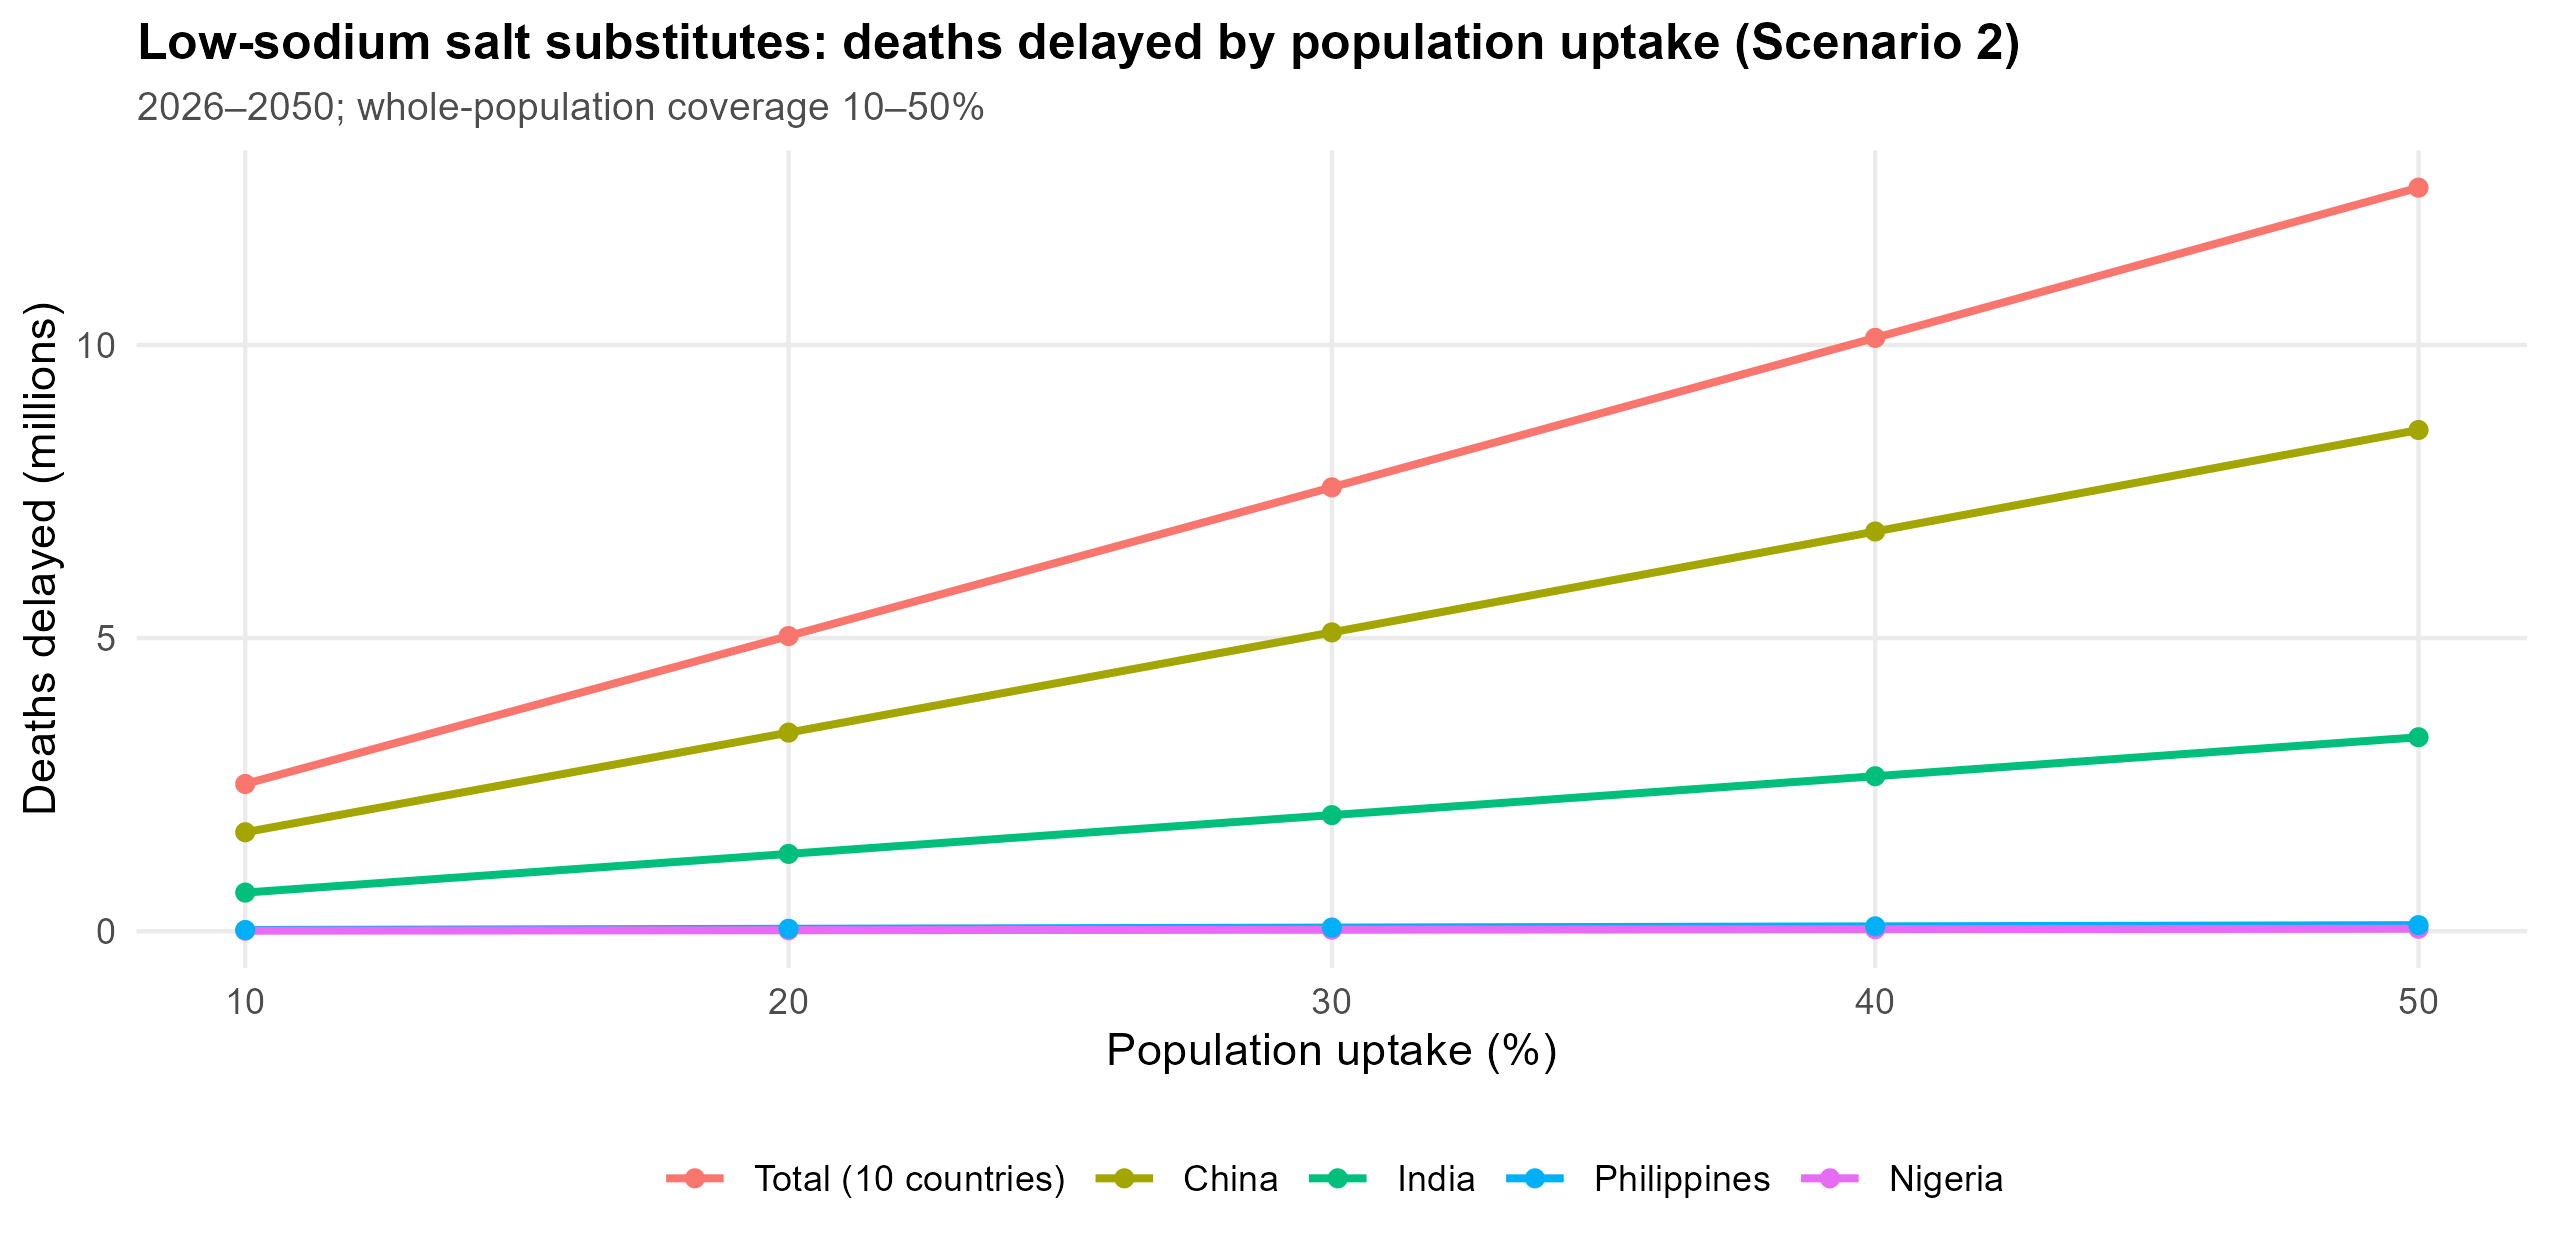 Low-sodium salt substitutes: deaths delayed by population uptake (Scenario 2)
2026–2050; whole-population coverage 10–50%
Deaths delayed (millions)
10
5
0
10 20 30 40 50
Population uptake (%)
Total (10 countries) China India Philippines Nigeria